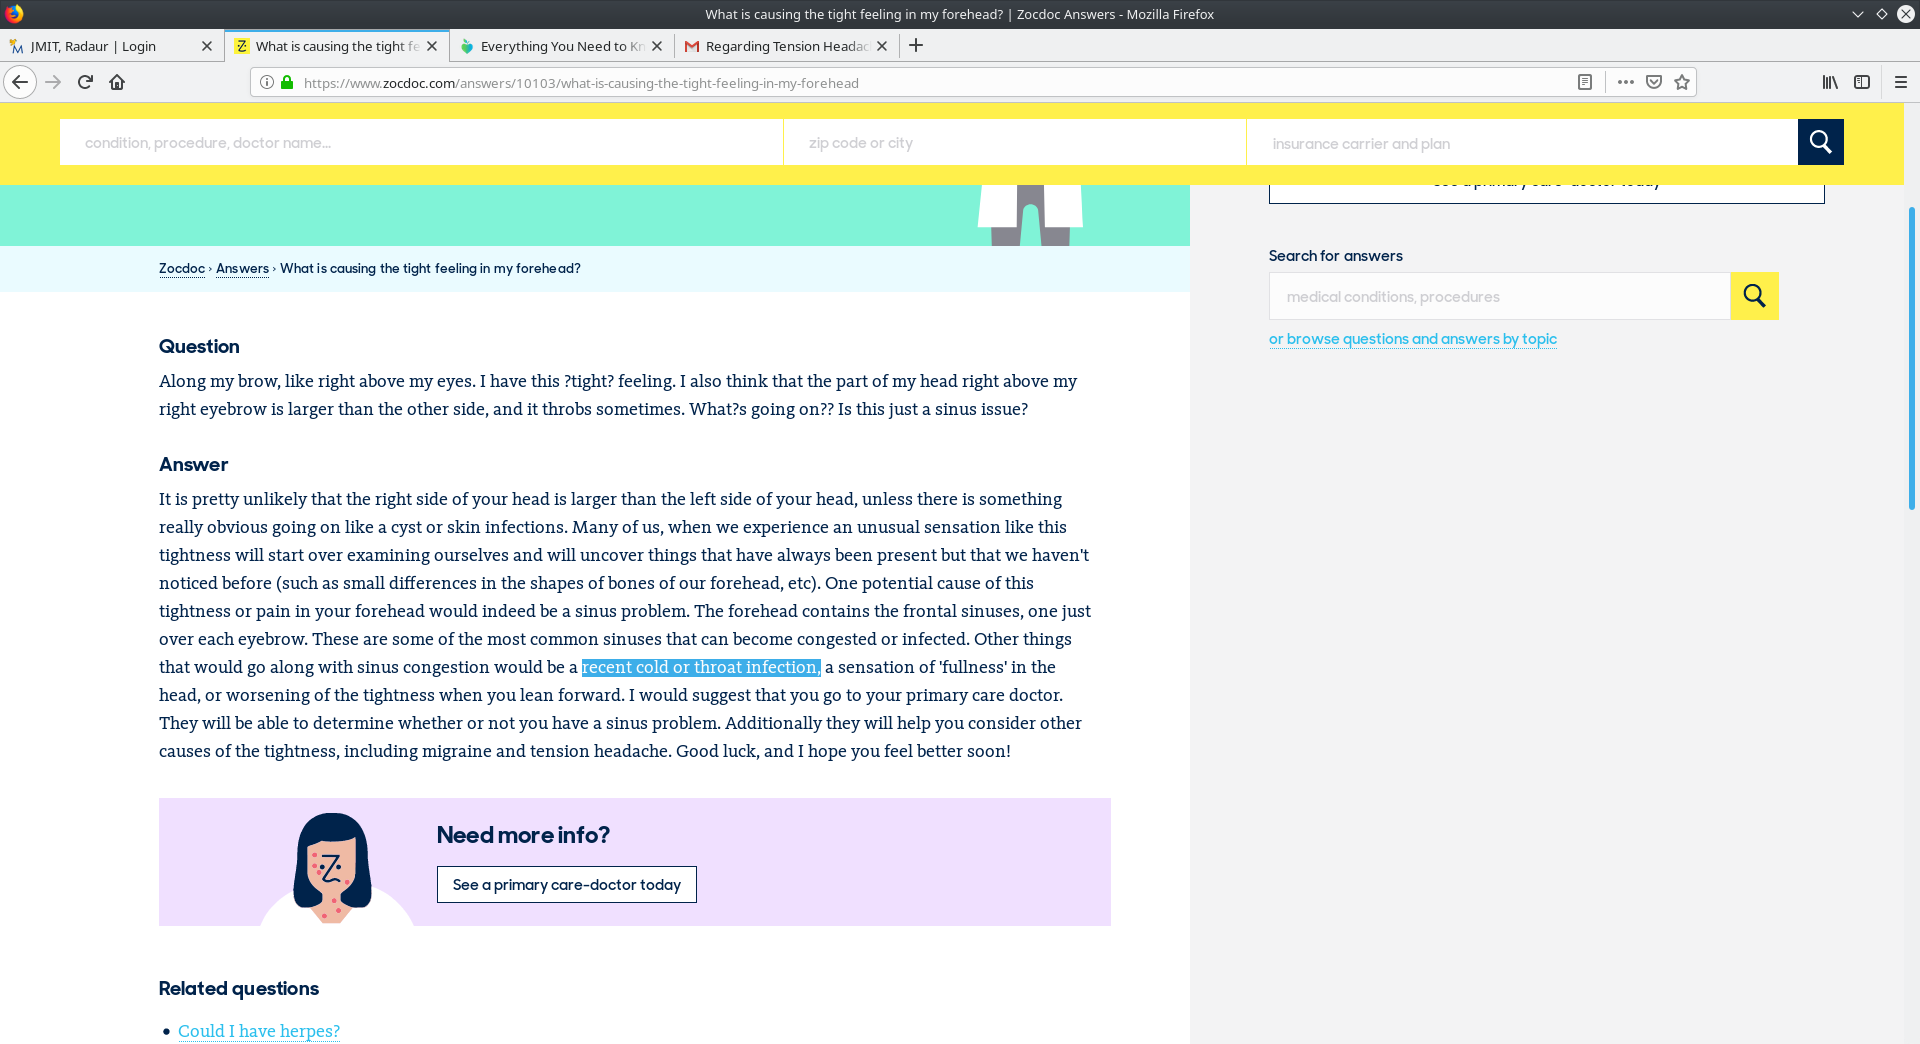 What is causing the tight feeling in my forehead? | Zocdoc Answers - Mozilla Firefox
JMIT, Radaur | Login
What is causing the tight fe
Everything You Need to Kn
Regarding Tension Headac
https://www.zocdoc.com/answers/10103/what-is-causing-the-tight-feeling-in-my-forehead
condition, procedure, doctor name...
zip code or city
insurance carrier and plan
See a primary care-doctor today
Zocdoc › Answers › What is causing the tight feeling in my forehead?
Search for answers
medical conditions, procedures
or browse questions and answers by topic
Question
Along my brow, like right above my eyes. I have this ?tight? feeling. I also think that the part of my head right above my
right eyebrow is larger than the other side, and it throbs sometimes. What?s going on?? Is this just a sinus issue?
Answer
It is pretty unlikely that the right side of your head is larger than the left side of your head, unless there is something
really obvious going on like a cyst or skin infections. Many of us, when we experience an unusual sensation like this
tightness will start over examining ourselves and will uncover things that have always been present but that we haven't
noticed before (such as small differences in the shapes of bones of our forehead, etc). One potential cause of this
tightness or pain in your forehead would indeed be a sinus problem. The forehead contains the frontal sinuses, one just
over each eyebrow. These are some of the most common sinuses that can become congested or infected. Other things
that would go along with sinus congestion would be a recent cold or throat infection, a sensation of 'fullness' in the
head, or worsening of the tightness when you lean forward. I would suggest that you go to your primary care doctor.
They will be able to determine whether or not you have a sinus problem. Additionally they will help you consider other
causes of the tightness, including migraine and tension headache. Good luck, and I hope you feel better soon!
Need more info?
See a primary care-doctor today
Related questions
Could I have herpes?